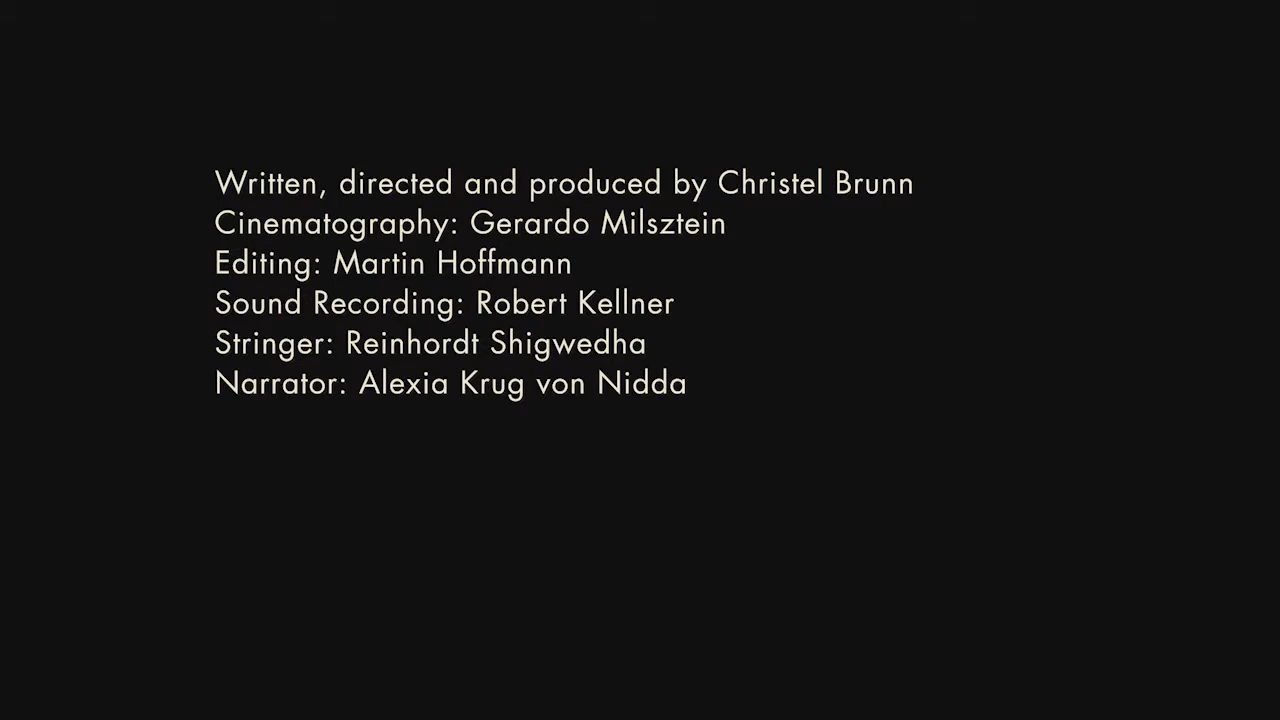 Written, directed and produced by Christel Brunn
Cinematography: Gerardo Milsztein
Editing: Martin Hoffmann
Sound Recording: Robert Kellner
Stringer: Reinhordt Shigwedha
Narrator: Alexia Krug von Nidda